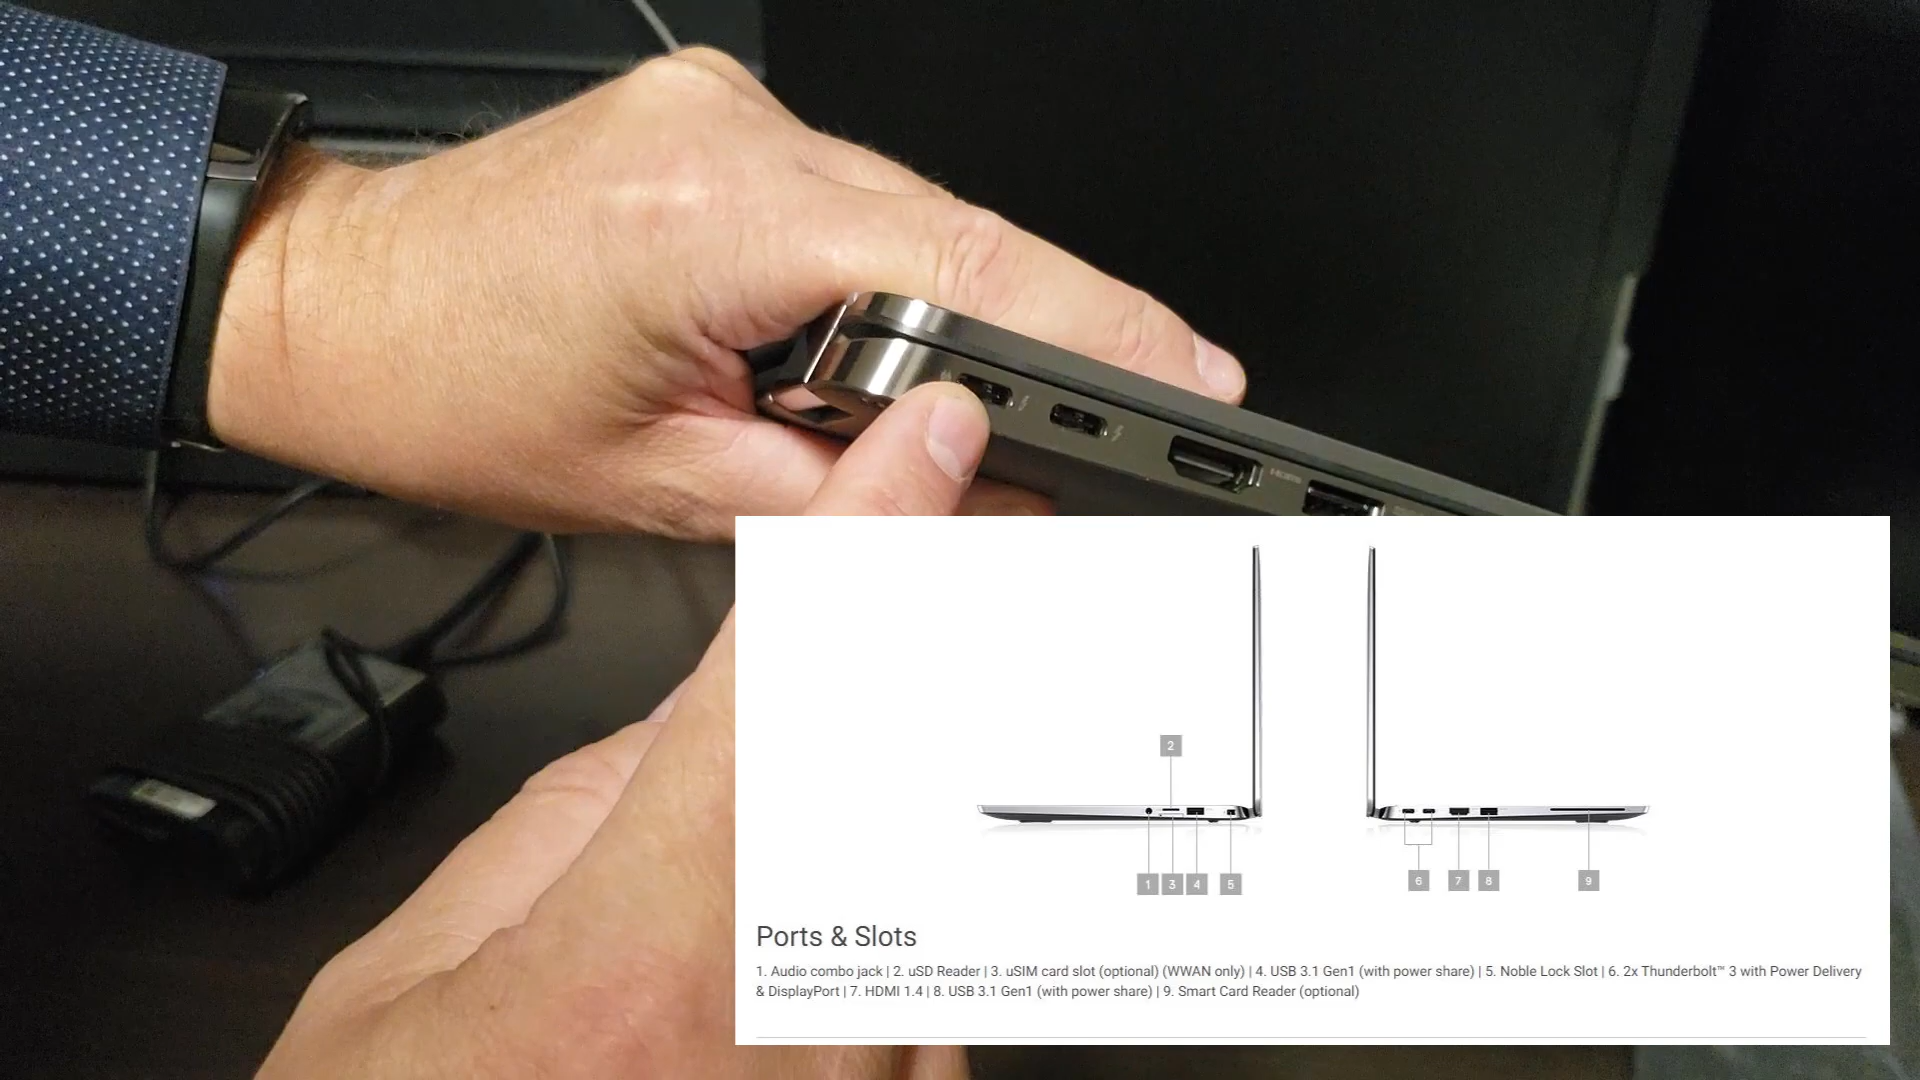 HDMI
2
1
3
4
5
6
7
8
9
Ports & Slots
1. Audio combo jack | 2. uSD Reader | 3. uSIM card slot (optional) (WWAN only) | 4. USB 3.1 Gen1 (with power share) | 5. Noble Lock Slot | 6. 2x Thunderbolt™ 3 with Power Delivery
& DisplayPort | 7. HDMI 1.4 | 8. USB 3.1 Gen1 (with power share) | 9. Smart Card Reader (optional)